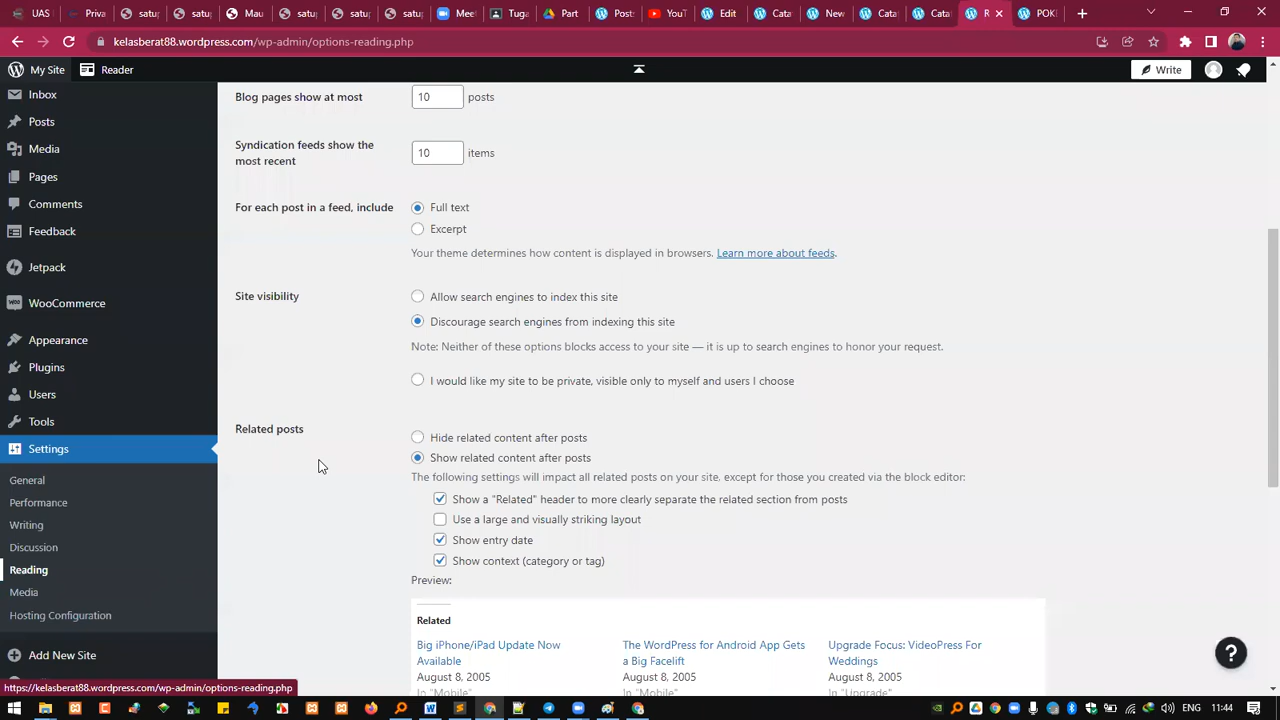 UAS
satu
satu
Mau
satu
satu
satu
Meet
Tuga
Part
Post
YouT
Edit
Cata
New
Cata
Cata
R
POKI
kelasberat88.wordpress.com/wp-admin/options-reading.php
My Site
Reader
Write
Inbox
Posts
Media
Pages
Comments
Feedback
Jetpack
WooCommerce
Appearance
Plugins
Users
Tools
Settings
General
Performance
Writing
Discussion
Reading
Media
Hosting Configuration
Add New Site
Blog pages show at most
10 posts
Syndication feeds show the
most recent
10 items
For each post in a feed, include
Full text
Excerpt
Your theme determines how content is displayed in browsers. Learn more about feeds.
Site visibility
Allow search engines to index this site
Discourage search engines from indexing this site
Note: Neither of these options blocks access to your site — it is up to search engines to honor your request.
I would like my site to be private, visible only to myself and users I choose
Related posts
Hide related content after posts
Show related content after posts
The following settings will impact all related posts on your site, except for those you created via the block editor:
Show a "Related" header to more clearly separate the related section from posts
Use a large and visually striking layout
Show entry date
Show context (category or tag)
Preview:
Related
Big iPhone/iPad Update Now
Available
August 8, 2005
In "Mobile"
The WordPress for Android App Gets
a Big Facelift
August 8, 2005
In "Mobile"
Upgrade Focus: VideoPress For
Weddings
August 8, 2005
In "Upgrade"
?
https://kelasberat88.wordpress.com/wp-admin/options-reading.php
ENG
11:44